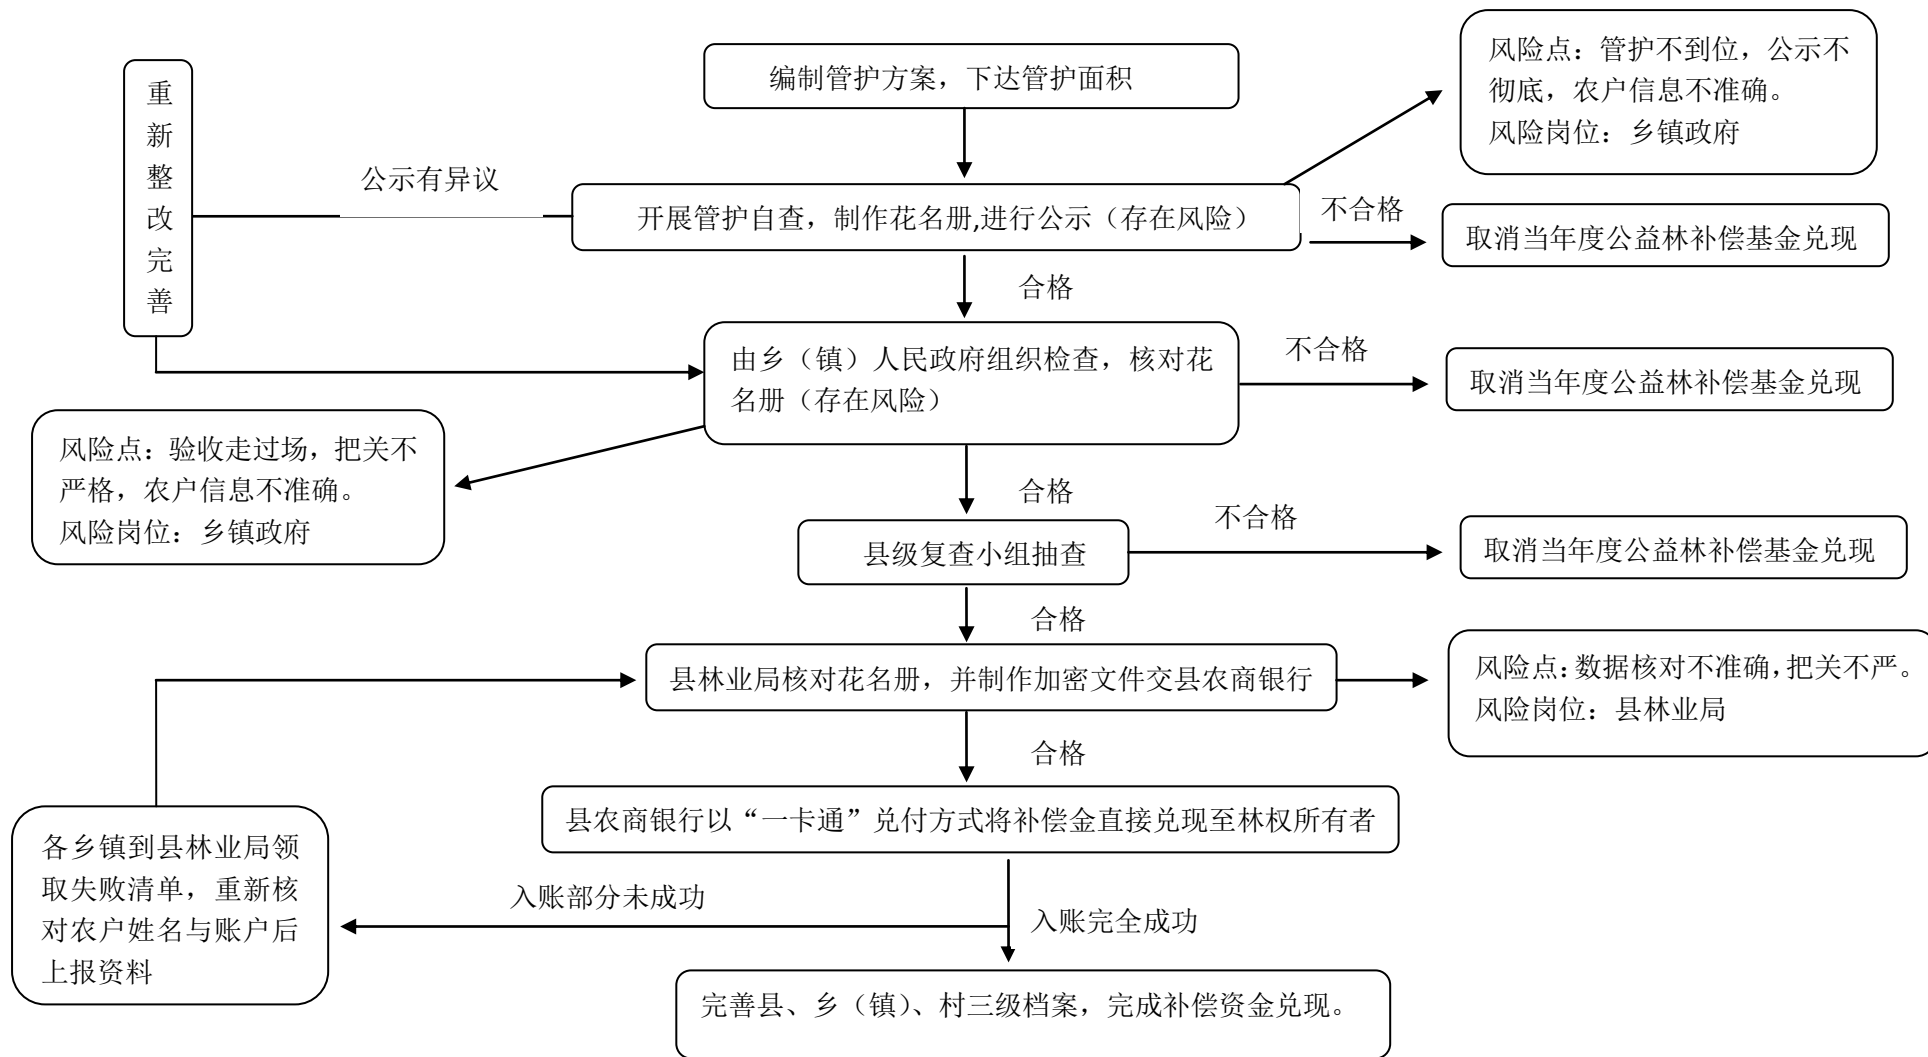 编制管护方案，下达管护面积
风险点：管护不到位，公示不
彻底，农户信息不准确。
风险岗位：乡镇政府
重
新
整
改
完
善
公示有异议
开展管护自查，制作花名册,进行公示（存在风险）
不合格
取消当年度公益林补偿基金兑现
合格
由乡（镇）人民政府组织检查，核对花
名册（存在风险）
不合格
取消当年度公益林补偿基金兑现
风险点：验收走过场，把关不
严格，农户信息不准确。
风险岗位：乡镇政府
合格
县级复查小组抽查
不合格
取消当年度公益林补偿基金兑现
合格
县林业局核对花名册，并制作加密文件交县农商银行
风险点：数据核对不准确，把关不严。
风险岗位：县林业局
合格
县农商银行以“一卡通”兑付方式将补偿金直接兑现至林权所有者
各乡镇到县林业局领
取失败清单，重新核
对农户姓名与账户后
上报资料
入账部分未成功
入账完全成功
完善县、乡（镇）、村三级档案，完成补偿资金兑现。